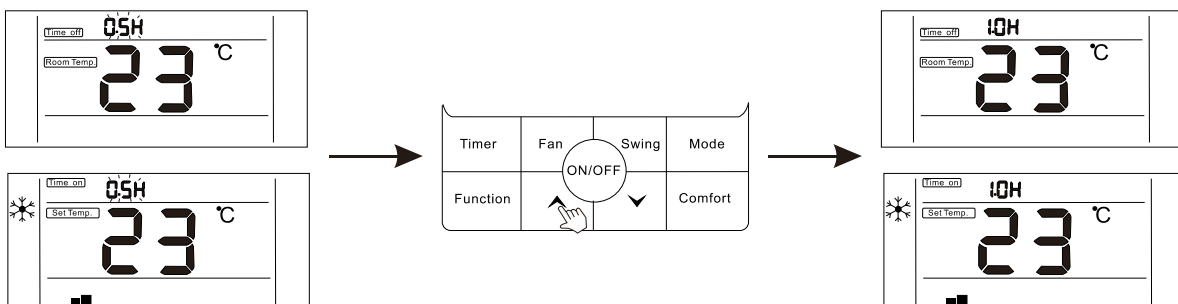 Time off 0.5H
Room Temp. 23 °C
Time on 0.5H
Set Temp. 23 °C
Timer Fan Swing Mode
ON/OFF
Function Comfort
Time off 1.0H
Room Temp. 23 °C
Time on 1.0H
Set Temp. 23 °C